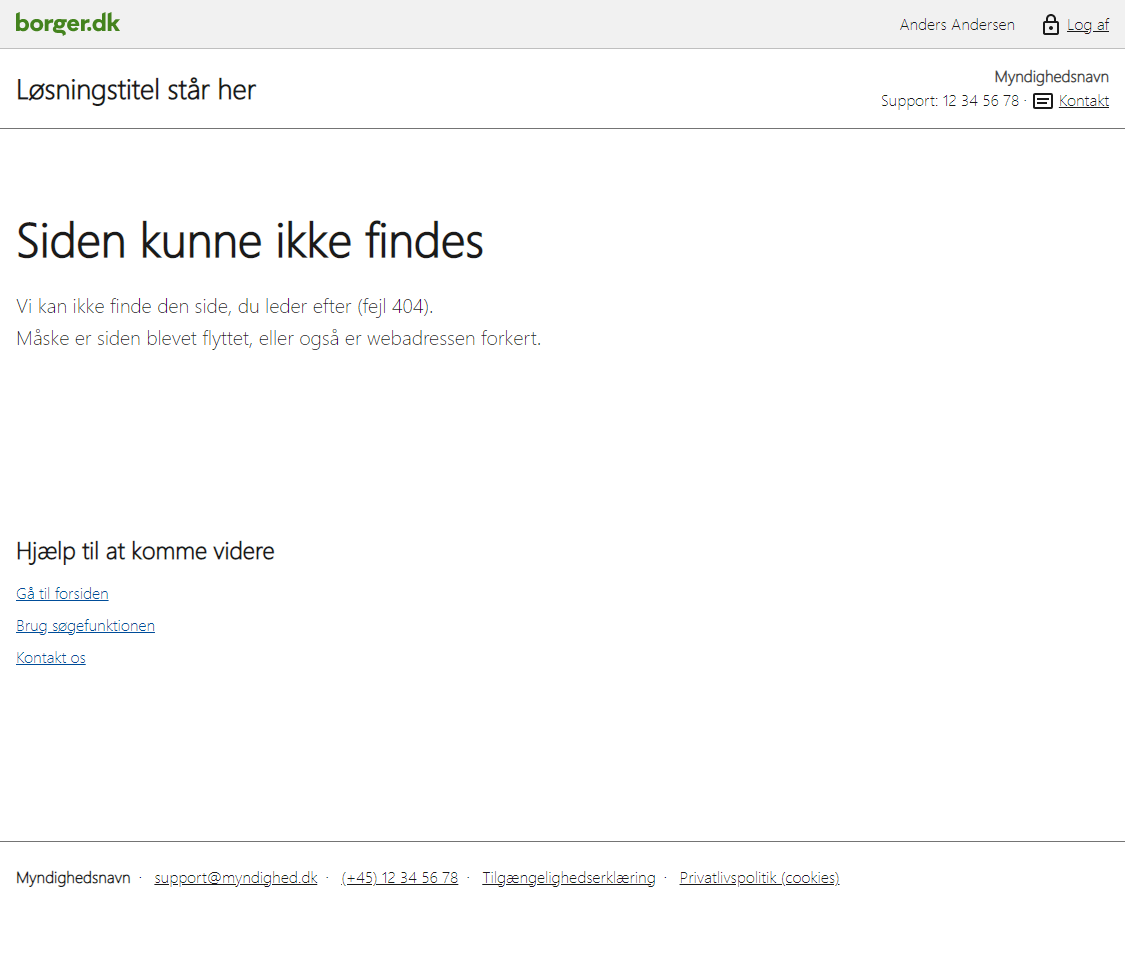 borger.dk
Anders Andersen Log af
Løsningstitel står her
Myndighedsnavn
Support: 12 34 56 78 · Kontakt
Siden kunne ikke findes
Vi kan ikke finde den side, du leder efter (fejl 404).
Måske er siden blevet flyttet, eller også er webadressen forkert.
Hjælp til at komme videre
Gå til forsiden
Brug søgefunktionen
Kontakt os
Myndighedsnavn · support@myndighed.dk · (+45) 12 34 56 78 · Tilgængelighedserklæring · Privatlivspolitik (cookies)